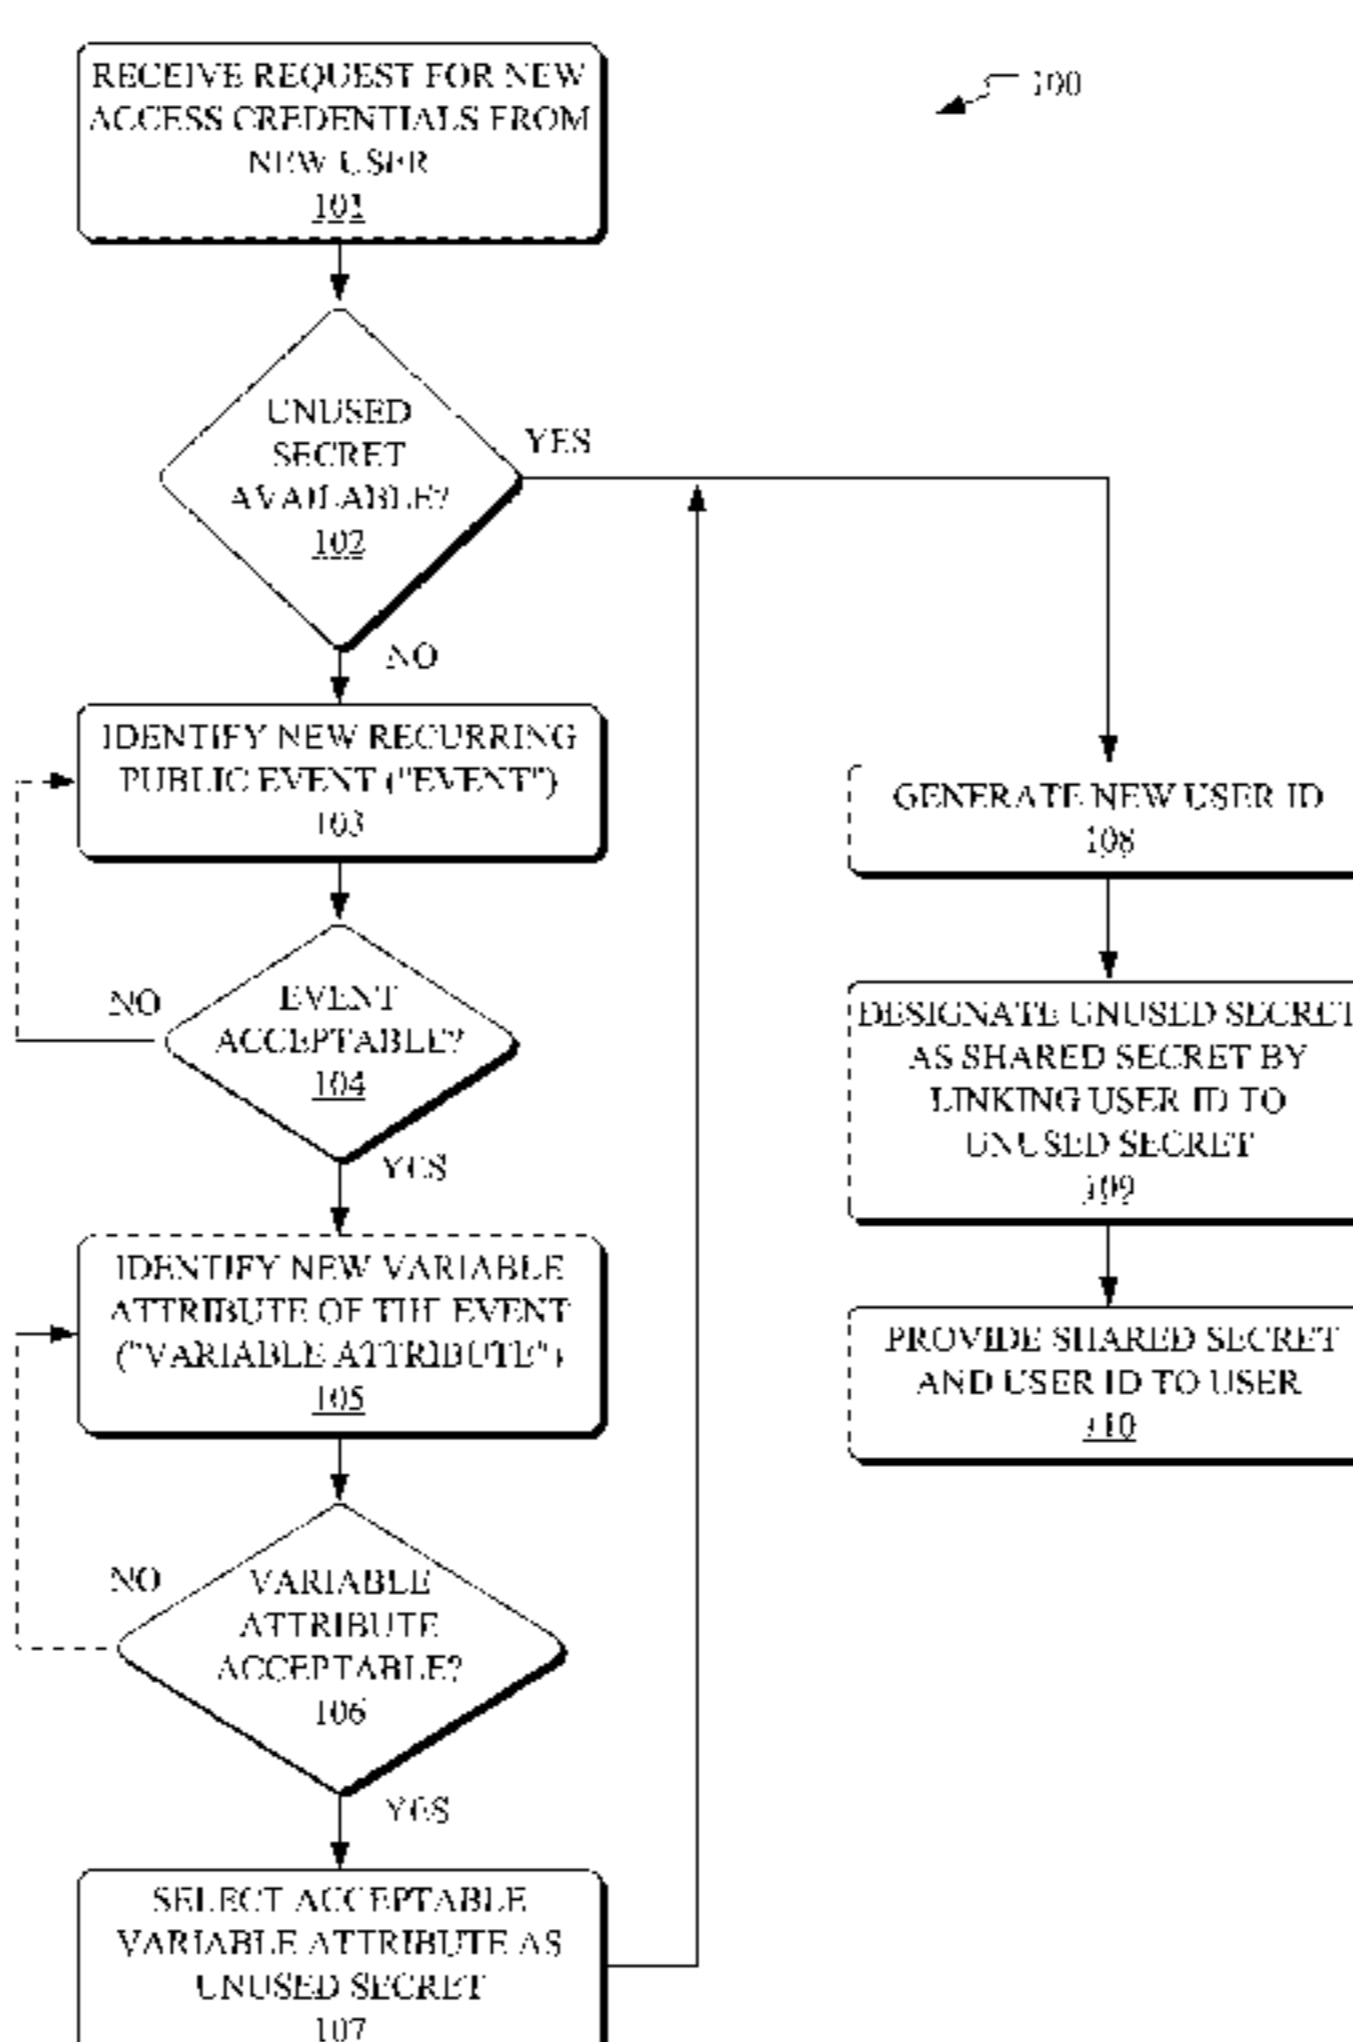 RECEIVE REQUEST FOR NEW
ACCESS CREDENTIALS FROM
NEW USER
101
100
UNUSED
SECRET
AVAILABLE?
102
YES
NO
IDENTIFY NEW RECURRING
PUBLIC EVENT ("EVENT")
103
EVENT
ACCEPTABLE?
104
NO
YES
IDENTIFY NEW VARIABLE
ATTRIBUTE OF THE EVENT
("VARIABLE ATTRIBUTE")
105
VARIABLE
ATTRIBUTE
ACCEPTABLE?
106
NO
YES
SELECT ACCEPTABLE
VARIABLE ATTRIBUTE AS
UNUSED SECRET
107
GENERATE NEW USER ID
108
DESIGNATE UNUSED SECRET
AS SHARED SECRET BY
LINKING USER ID TO
UNUSED SECRET
109
PROVIDE SHARED SECRET
AND USER ID TO USER
110